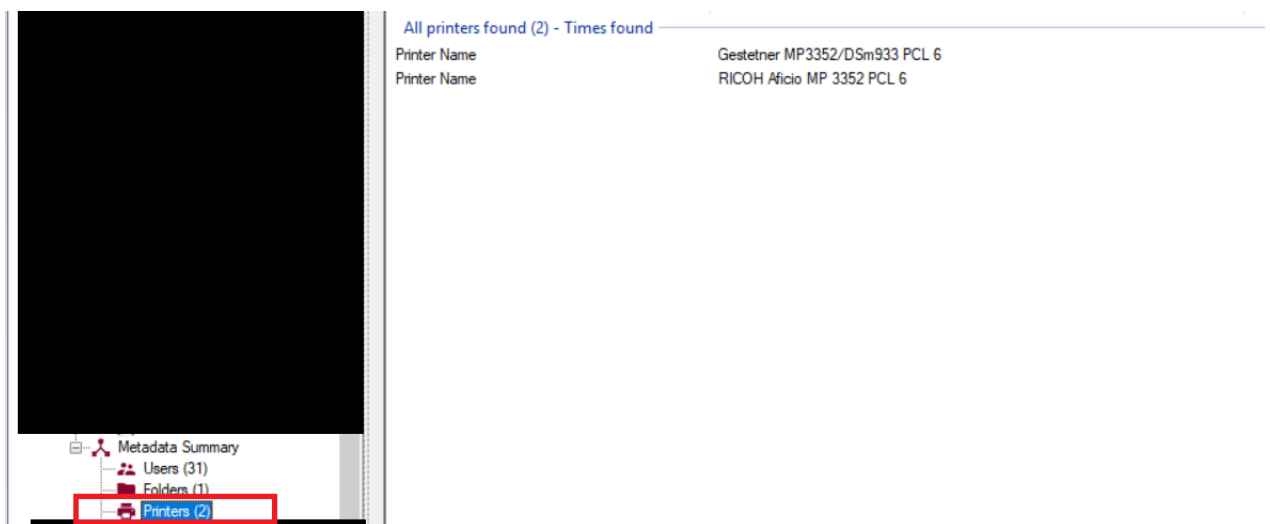 All printers found (2) - Times found
Printer Name Gestetner MP3352/DSm933 PCL 6
Printer Name RICOH Aficio MP 3352 PCL 6
Metadata Summary
Users (31)
Folders (1)
Printers (2)